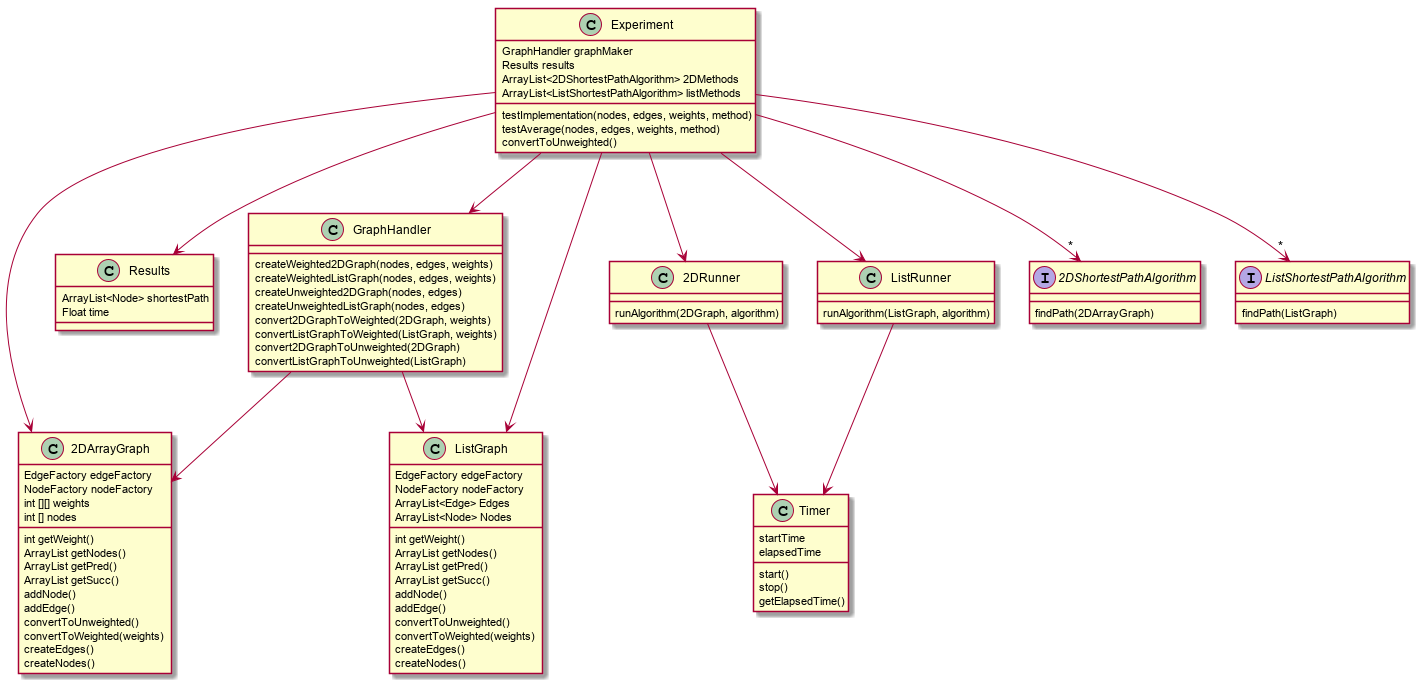 C Experiment
GraphHandler graphMaker
Results results
ArrayList<2DShortestPathAlgorithm> 2DMethods
ArrayList<ListShortestPathAlgorithm> listMethods
testImplementation(nodes, edges, weights, method)
testAverage(nodes, edges, weights, method)
convertToUnweighted()
C Results
ArrayList<Node> shortestPath
Float time
C GraphHandler
createWeighted2DGraph(nodes, edges, weights)
createWeightedListGraph(nodes, edges, weights)
createUnweighted2DGraph(nodes, edges)
createUnweightedListGraph(nodes, edges)
convert2DGraphToWeighted(2DGraph, weights)
convertListGraphToWeighted(ListGraph, weights)
convert2DGraphToUnweighted(2DGraph)
convertListGraphToUnweighted(ListGraph)
C 2DRunner
runAlgorithm(2DGraph, algorithm)
C ListRunner
runAlgorithm(ListGraph, algorithm)
*
I 2DShortestPathAlgorithm
findPath(2DArrayGraph)
*
I ListShortestPathAlgorithm
findPath(ListGraph)
C 2DArrayGraph
EdgeFactory edgeFactory
NodeFactory nodeFactory
int [][] weights
int [] nodes
int getWeight()
ArrayList getNodes()
ArrayList getPred()
ArrayList getSucc()
addNode()
addEdge()
convertToUnweighted()
convertToWeighted(weights)
createEdges()
createNodes()
C ListGraph
EdgeFactory edgeFactory
NodeFactory nodeFactory
ArrayList<Edge> Edges
ArrayList<Node> Nodes
int getWeight()
ArrayList getNodes()
ArrayList getPred()
ArrayList getSucc()
addNode()
addEdge()
convertToUnweighted()
convertToWeighted(weights)
createEdges()
createNodes()
C Timer
startTime
elapsedTime
start()
stop()
getElapsedTime()